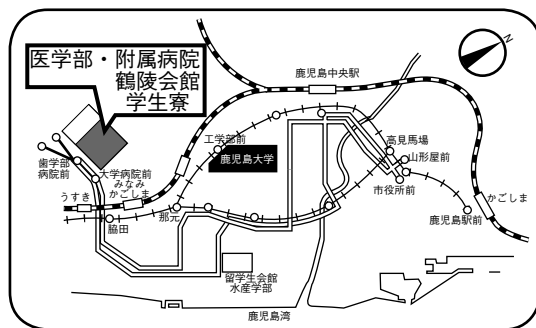 医学部・附属病院
鶴陵会館
学生寮
N
鹿児島中央駅
工学部前
高見馬場
鹿児島大学
山形屋前
歯学部
病院前
大学病院前
みなみ
かごしま
市役所前
うすき
かごしま
那元
脇田
鹿児島駅前
留学生会館
水産学部
鹿児島湾